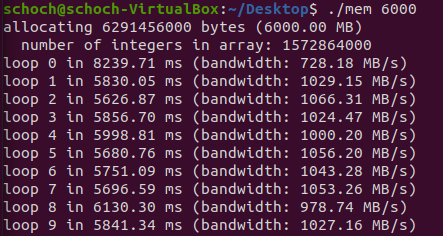 schoch@schoch-VirtualBox:~/Desktop$ ./mem 6000
allocating 6291456000 bytes (6000.00 MB)
  number of integers in array: 1572864000
loop 0 in 8239.71 ms (bandwidth: 728.18 MB/s)
loop 1 in 5830.05 ms (bandwidth: 1029.15 MB/s)
loop 2 in 5626.87 ms (bandwidth: 1066.31 MB/s)
loop 3 in 5856.70 ms (bandwidth: 1024.47 MB/s)
loop 4 in 5998.81 ms (bandwidth: 1000.20 MB/s)
loop 5 in 5680.76 ms (bandwidth: 1056.20 MB/s)
loop 6 in 5751.09 ms (bandwidth: 1043.28 MB/s)
loop 7 in 5696.59 ms (bandwidth: 1053.26 MB/s)
loop 8 in 6130.30 ms (bandwidth: 978.74 MB/s)
loop 9 in 5841.34 ms (bandwidth: 1027.16 MB/s)